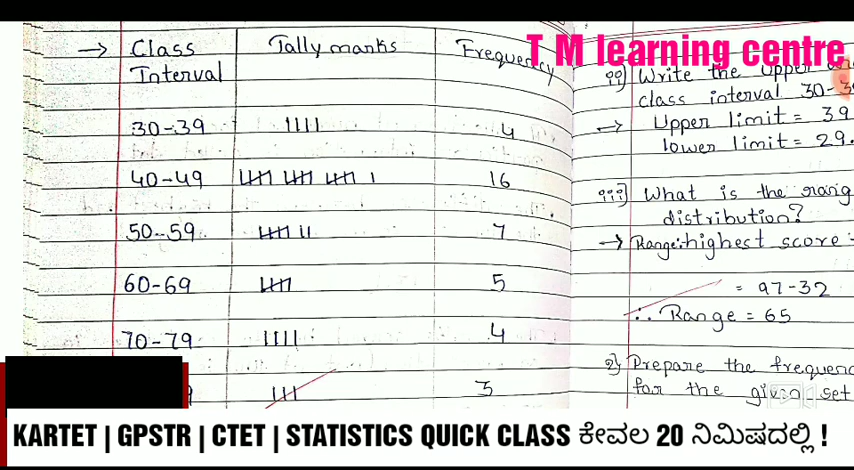 T M learning centre
→ Class Interval Tally marks Frequency
30-39 |||| 4
40-49 𝍸 𝍸 𝍸 | 16
50-59 𝍸 || 7
60-69 𝍸 5
70-79 |||| 4
9 ||| 3
ii) Write the Upper
class interval 30-3
→ Upper limit = 39
lower limit = 29.
iii) What is the rang
distribution?
→ Range: highest score
= 97-32
∴ Range = 65
2) Prepare the frequen
for the given set
KARTET | GPSTR | CTET | STATISTICS QUICK CLASS ಕೇವಲ 20 ನಿಮಿಷದಲ್ಲಿ !